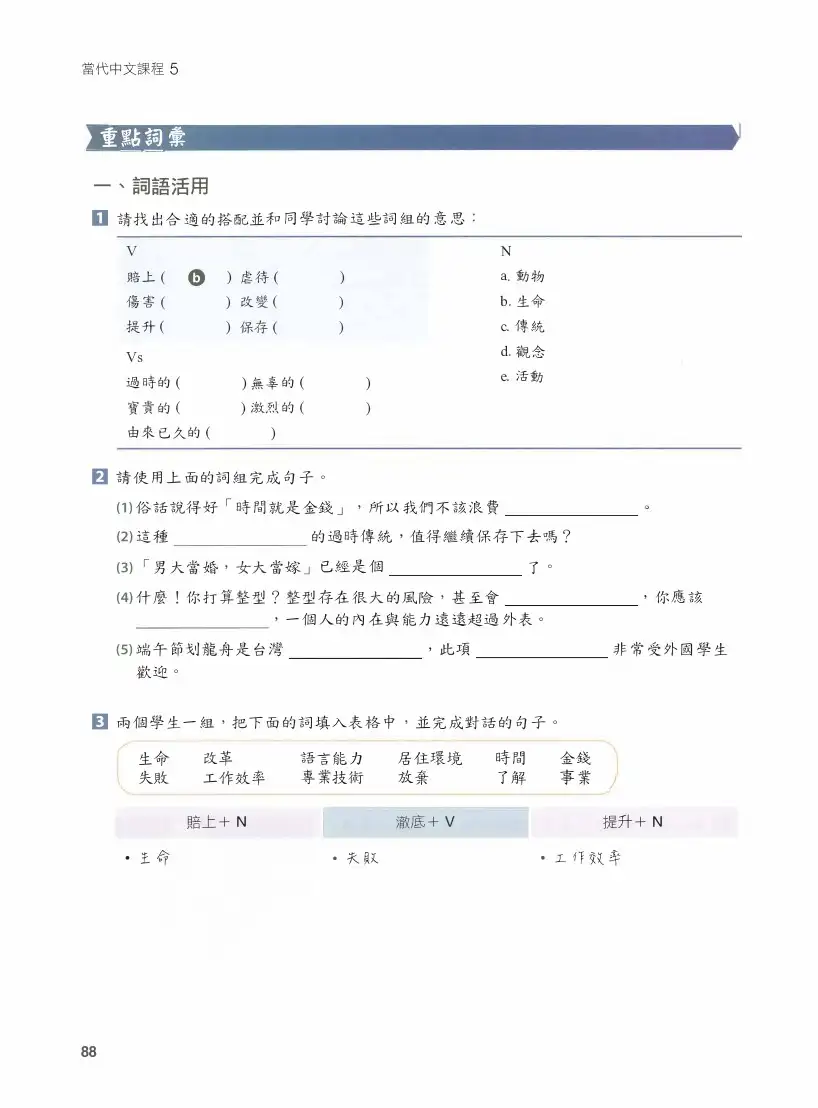 當代中文課程 5
重點詞彙
一、詞語活用
1 請找出合適的搭配並和同學討論這些詞組的意思：
V
賠上( b ) 虐待( )
傷害( ) 改變( )
提升( ) 保存( )
Vs
過時的( ) 無辜的( )
寶貴的( ) 激烈的( )
由來已久的( )
N
a. 動物
b. 生命
c. 傳統
d. 觀念
e. 活動
2 請使用上面的詞組完成句子。
(1) 俗話說得好「時間就是金錢」，所以我們不該浪費 ＿＿＿＿＿＿ 。
(2) 這種 ＿＿＿＿＿＿ 的過時傳統，值得繼續保存下去嗎？
(3) 「男大當婚，女大當嫁」已經是個 ＿＿＿＿＿＿ 了。
(4) 什麼！你打算整型？整型存在很大的風險，甚至會 ＿＿＿＿＿＿ ，你應該
＿＿＿＿＿＿ ，一個人的內在與能力遠遠超過外表。
(5) 端午節划龍舟是台灣 ＿＿＿＿＿＿ ，此項 ＿＿＿＿＿＿ 非常受外國學生
歡迎。
3 兩個學生一組，把下面的詞填入表格中，並完成對話的句子。
生命 改革 語言能力 居住環境 時間 金錢
失敗 工作效率 專業技術 放棄 了解 事業
賠上＋ N 澈底＋ V 提升＋ N
・生命 ・失敗 ・工作效率
88